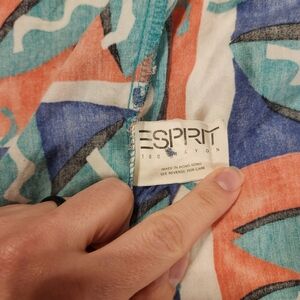 ESPRIT
MADE IN HONG KONG
SEE REVERSE FOR CARE